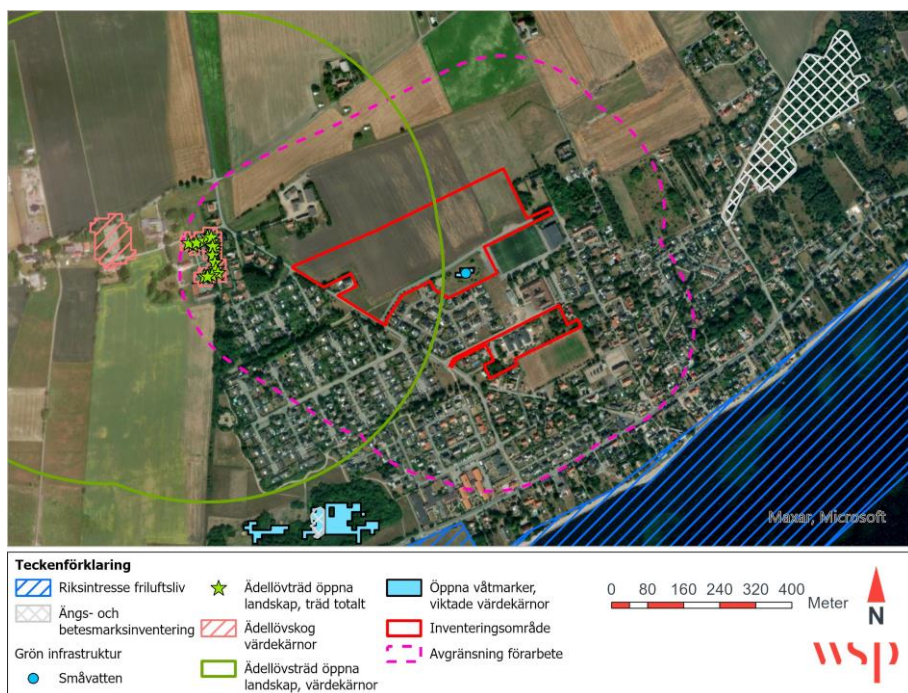 Maxar, Microsoft
Teckenförklaring
Riksintresse friluftsliv
Ängs- och
betesmarksinventering
Grön infrastruktur
Småvatten
Ädellövträd öppna
landskap, träd totalt
Ädellövskog
värdekärnor
Ädellövsträd öppna
landskap, värdekärnor
Öppna våtmarker,
viktade värdekärnor
Inventeringsområde
Avgränsning förarbete
0 80 160 240 320 400
Meter
N
wsp